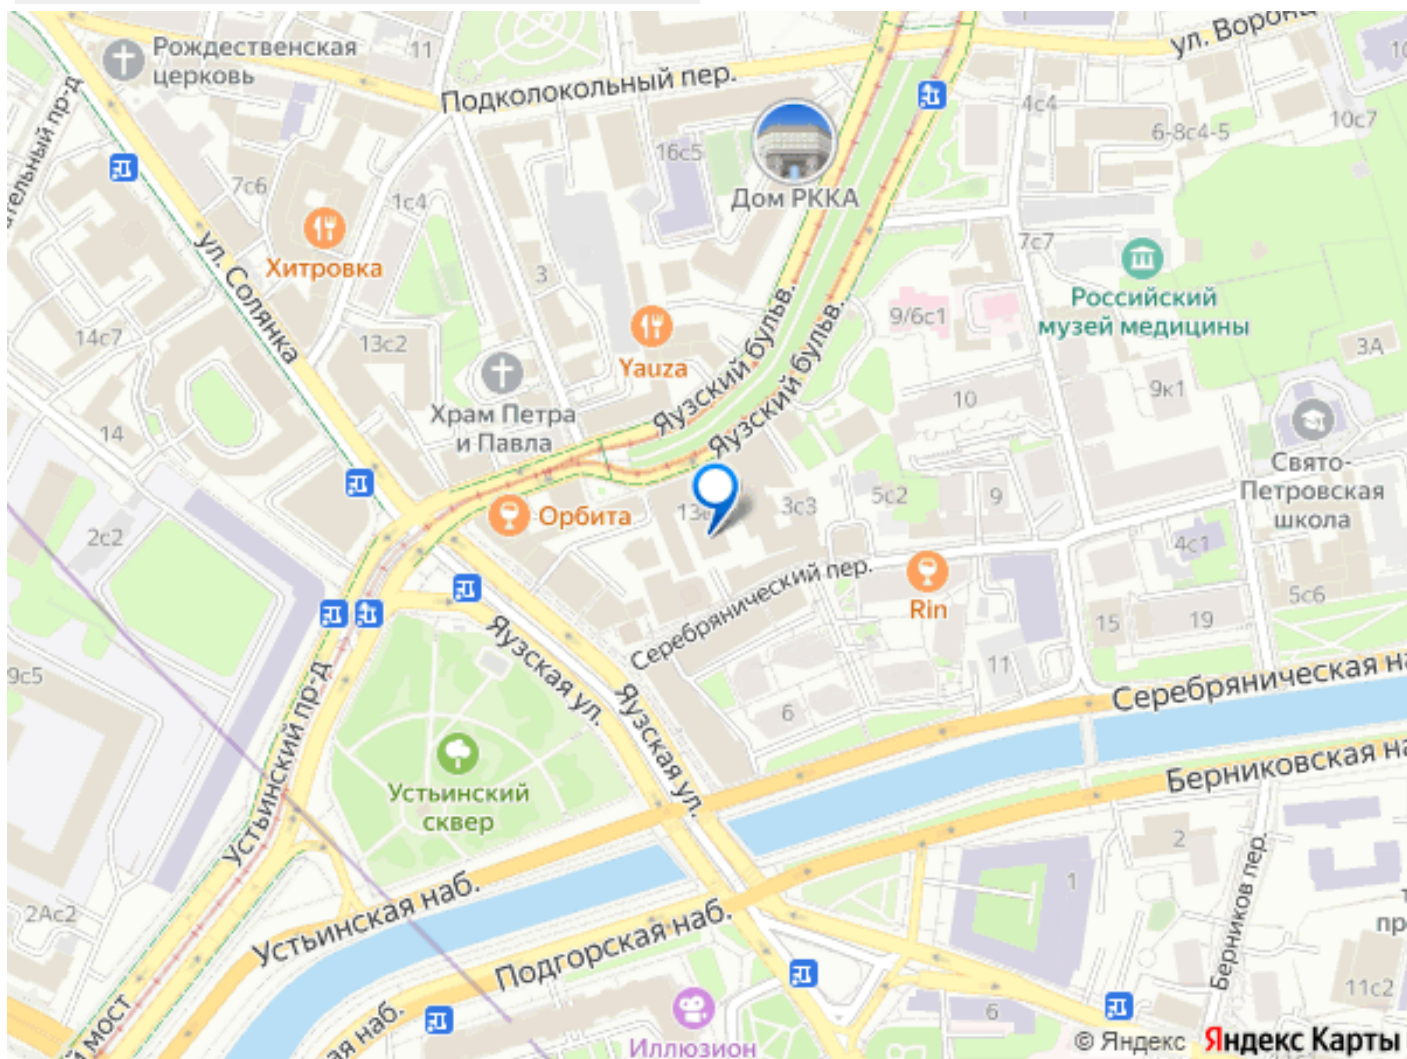 Рождественская
церковь
11
Подколокольный пер.
ул. Воронц
4с4
6-8с4-5
10с7
16с5
Дом РККА
7с6
1с4
ул. Солянка
Хитровка
3
7с7
Российский
музей медицины
9/6с1
14с7
13с2
Yauza
Яузский бульв.
Яузский бульв.
3А
Храм Петра
и Павла
10
9к1
14
Свято-
Петровская
школа
Орбита
3с3
5с2
9
2с2
4с1
Серебрянический пер.
Rin
5с6
15
19
Яузская ул.
Яузская ул.
11
9с5
6
Серебряническая на
Устьинский пр-д
Устьинский
сквер
Берниковская на
2
1
Берников пер.
2Ас2
Устьинская наб.
Подгорская наб.
пр
11с2
6
мост
ая наб.
Иллюзион
© Яндекс Яндекс Карты